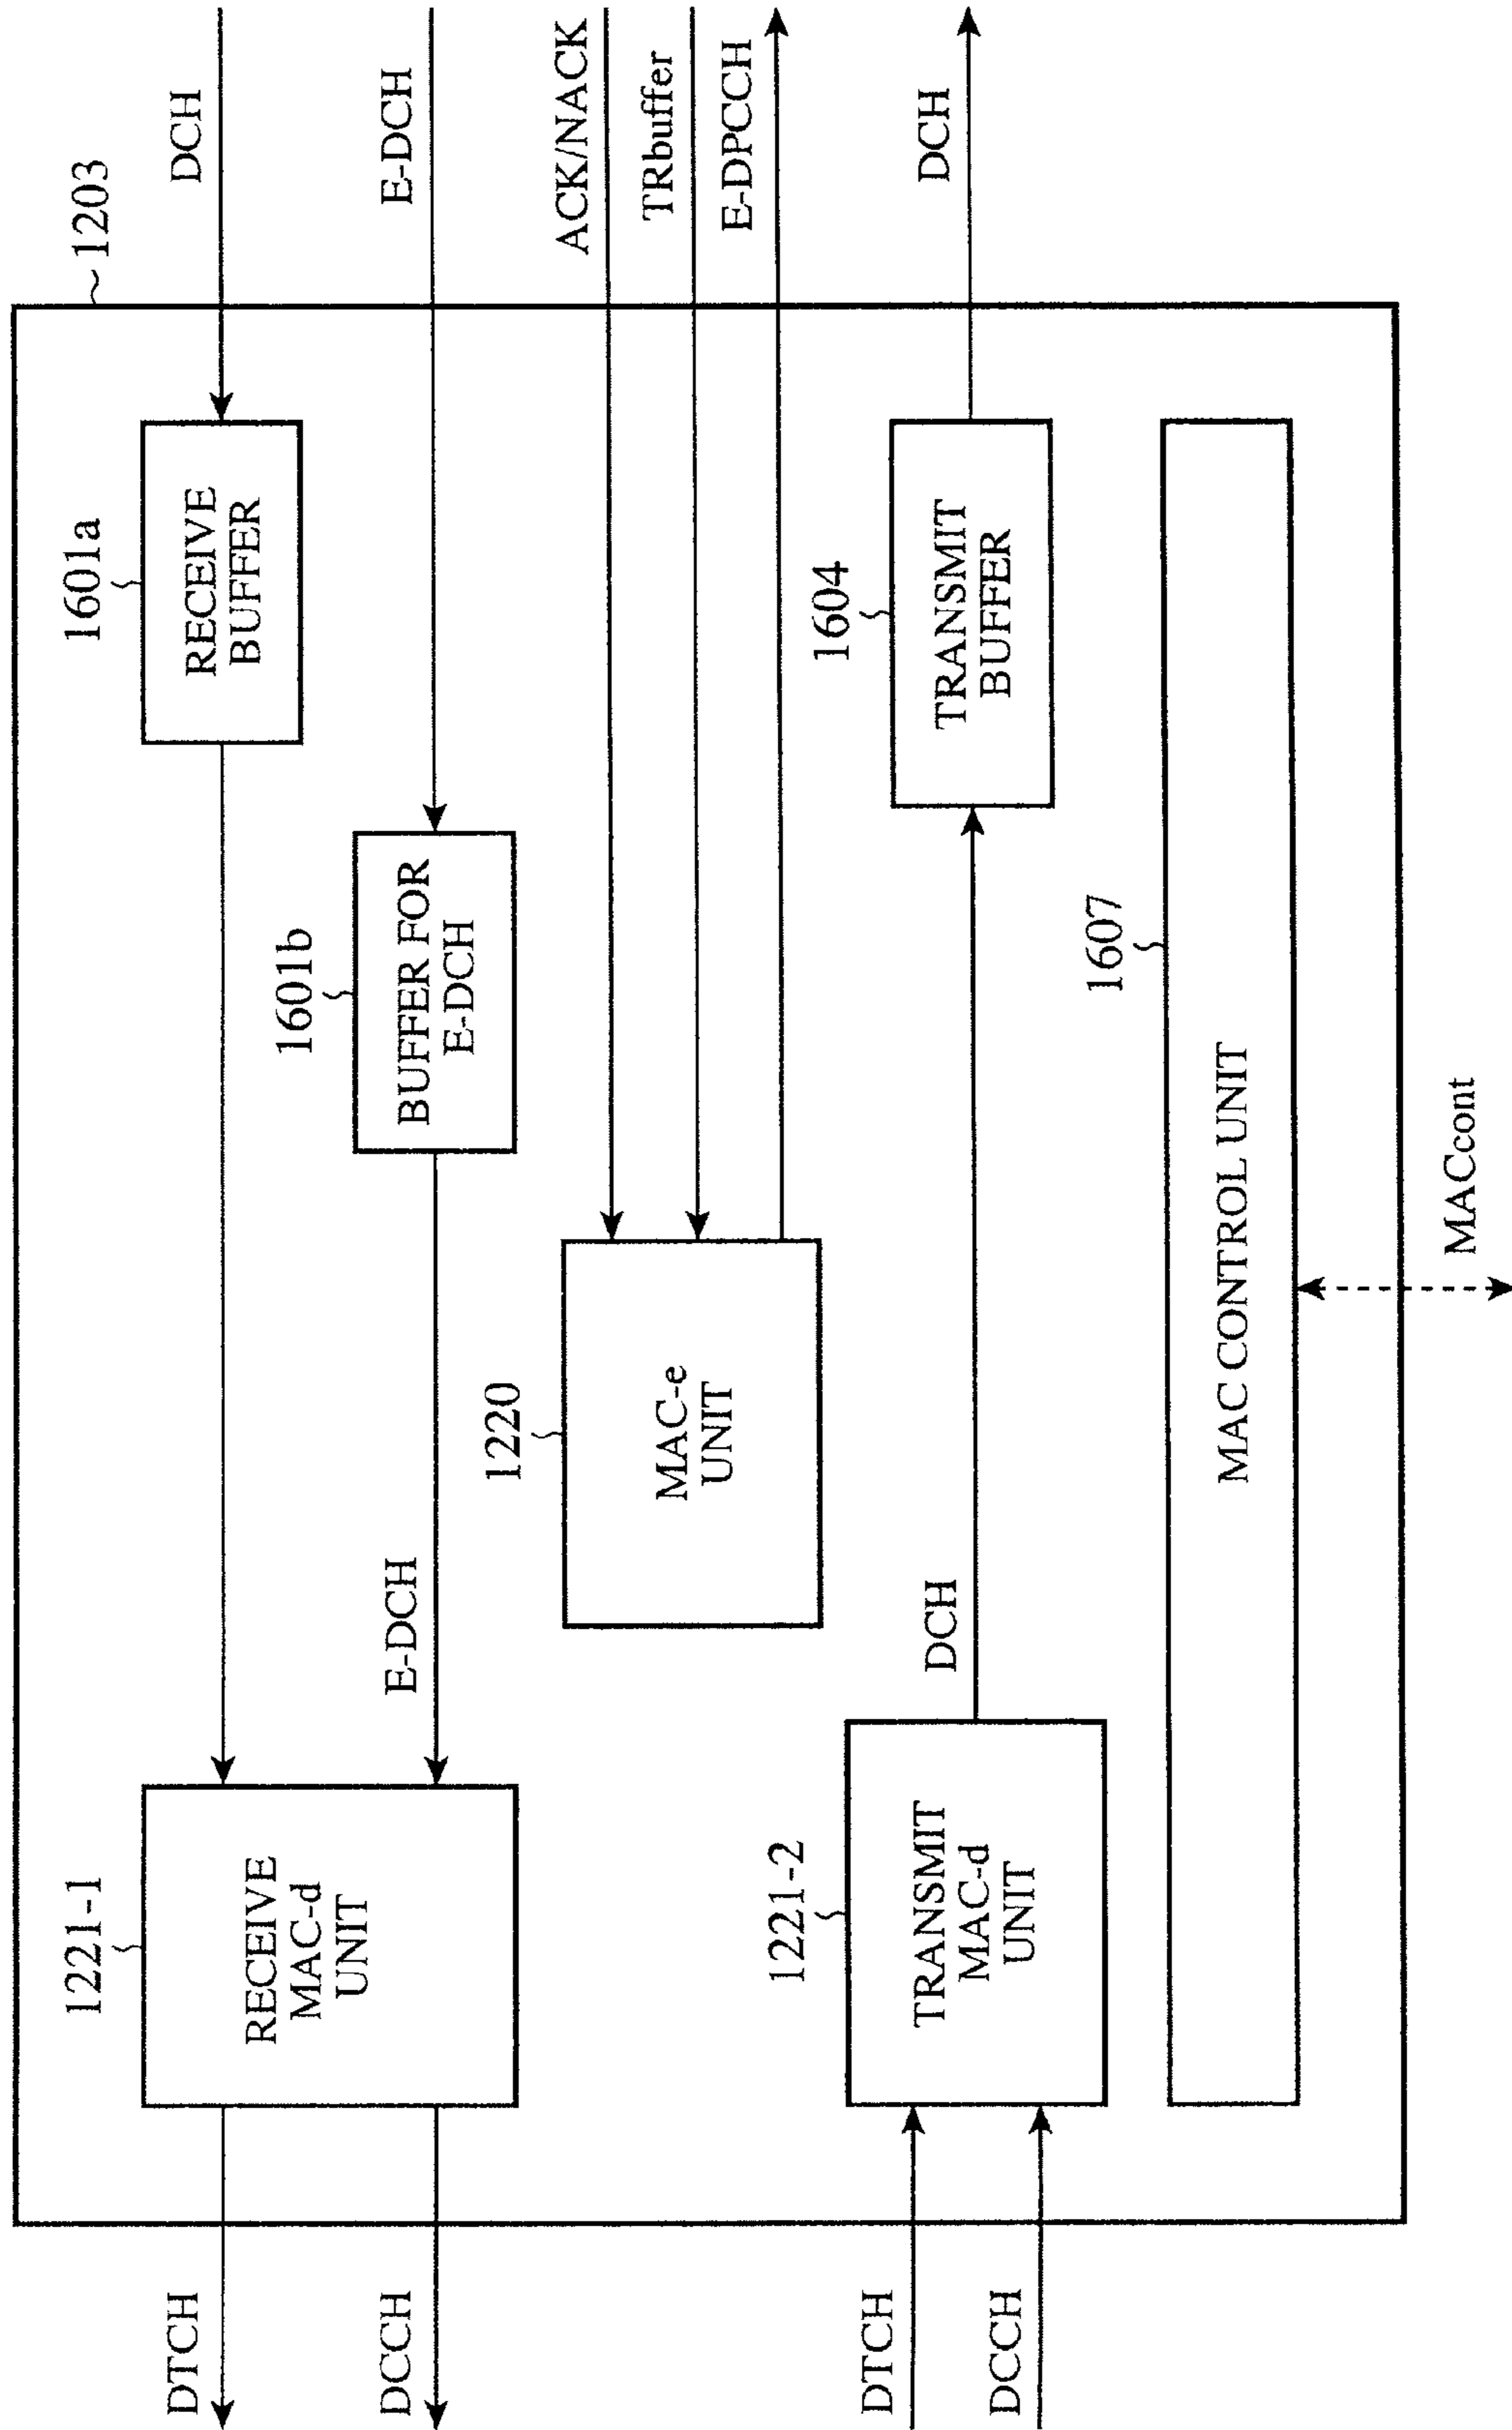 1203
DCH
E-DCH
ACK/NACK
TRbuffer
E-DPCCH
DCH
1601a
RECEIVE
BUFFER
1601b
BUFFER FOR
E-DCH
1604
TRANSMIT
BUFFER
1220
MAC-e
UNIT
E-DCH
DCH
1607
MAC CONTROL UNIT
MACcont
1221-1
RECEIVE
MAC-d
UNIT
1221-2
TRANSMIT
MAC-d
UNIT
DTCH
DCCH
DTCH
DCCH